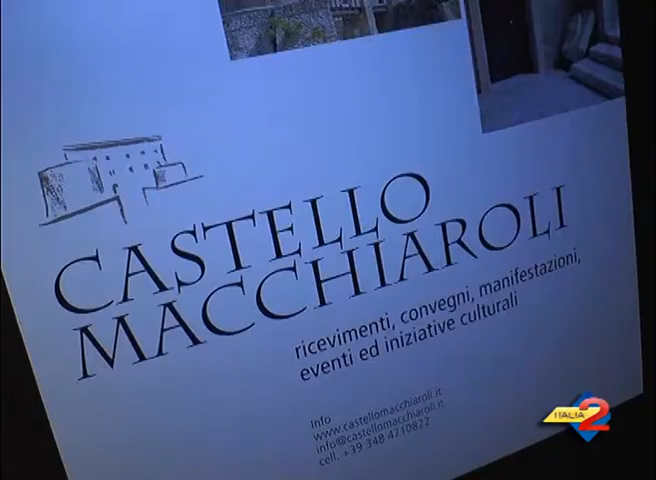 CASTELLO
MACCHIAROLI
ricevimenti, convegni, manifestazioni,
eventi ed iniziative culturali
Info
www.castellomacchiaroli.it
info@castellomacchiaroli.it
cell. +39 348 4710822
ITALIA 2